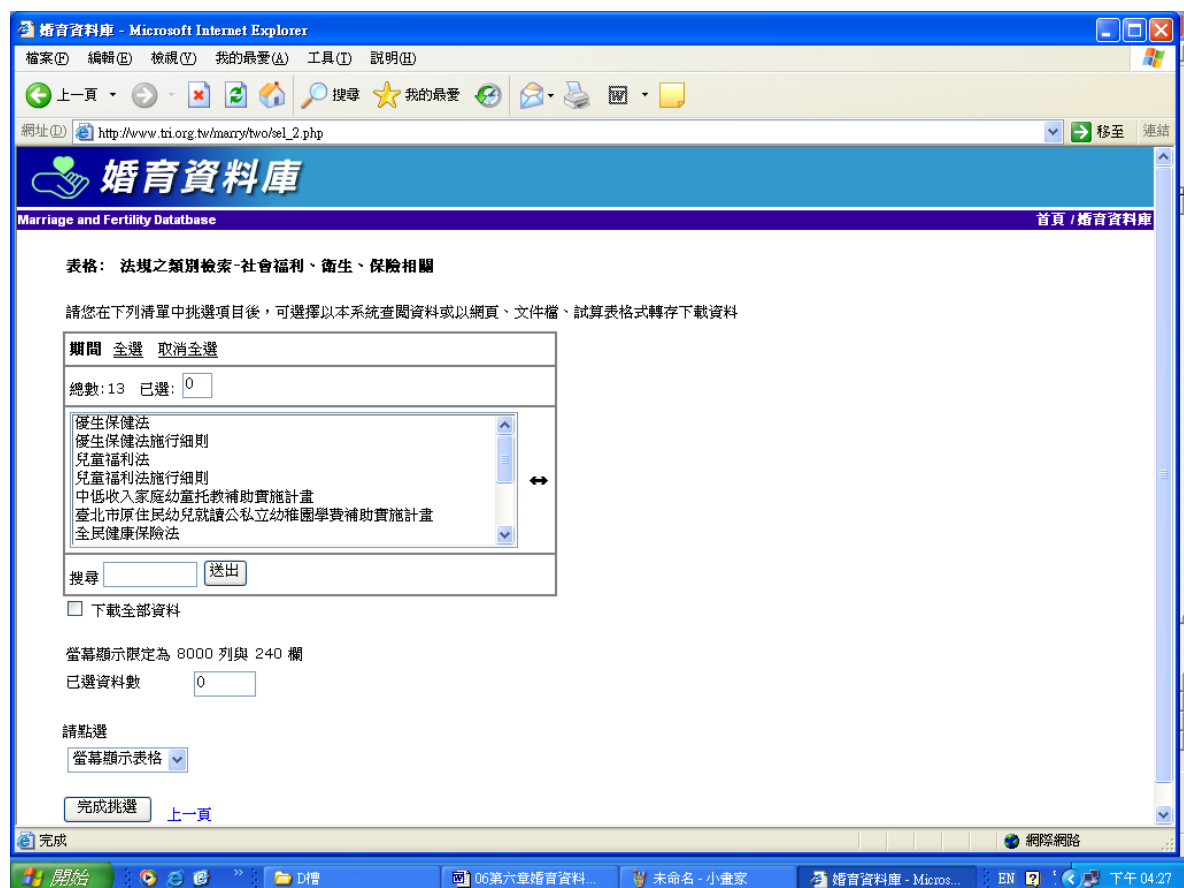 婚育資料庫 - Microsoft Internet Explorer
檔案(F) 編輯(E) 檢視(V) 我的最愛(A) 工具(T) 說明(H)
上一頁 搜尋 我的最愛
網址(D) http://www.tri.org.tw/marry/two/sel_2.php 移至 連結
婚育資料庫
Marriage and Fertility Datatbase 首頁 / 婚育資料庫
表格: 法規之類別檢索-社會福利、衛生、保險相關
請您在下列清單中挑選項目後，可選擇以本系統查閱資料或以網頁、文件檔、試算表格式轉存下載資料
期間 全選 取消全選
總數:13 已選: 0
優生保健法
優生保健法施行細則
兒童福利法
兒童福利法施行細則
中低收入家庭幼童托教補助實施計畫
臺北市原住民幼兒就讀公私立幼稚園學費補助實施計畫
全民健康保險法
搜尋 送出
下載全部資料
螢幕顯示限定為 8000 列與 240 欄
已選資料數 0
請點選
螢幕顯示表格
完成挑選 上一頁
完成 網際網路
開始 D槽 06第六章婚育資料... 未命名 - 小畫家 婚育資料庫 - Micros... EN 下午 04:27